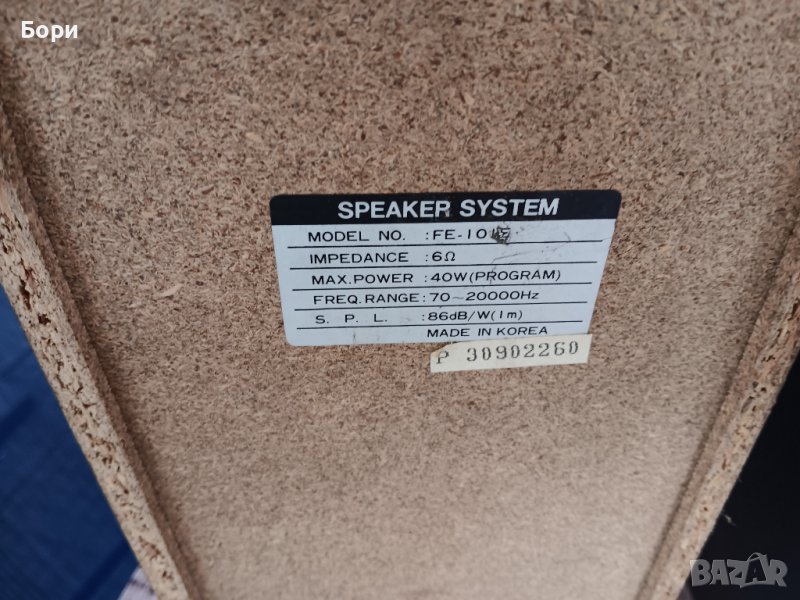 Бори
SPEAKER SYSTEM
MODEL NO. :
IMPEDANCE :6Ω
MAX.POWER :40W(PROGRAM)
FREQ.RANGE:70~20000Hz
S. P. L. :86dB/W(1m)
MADE IN KOREA
P 30902260
BAZAR